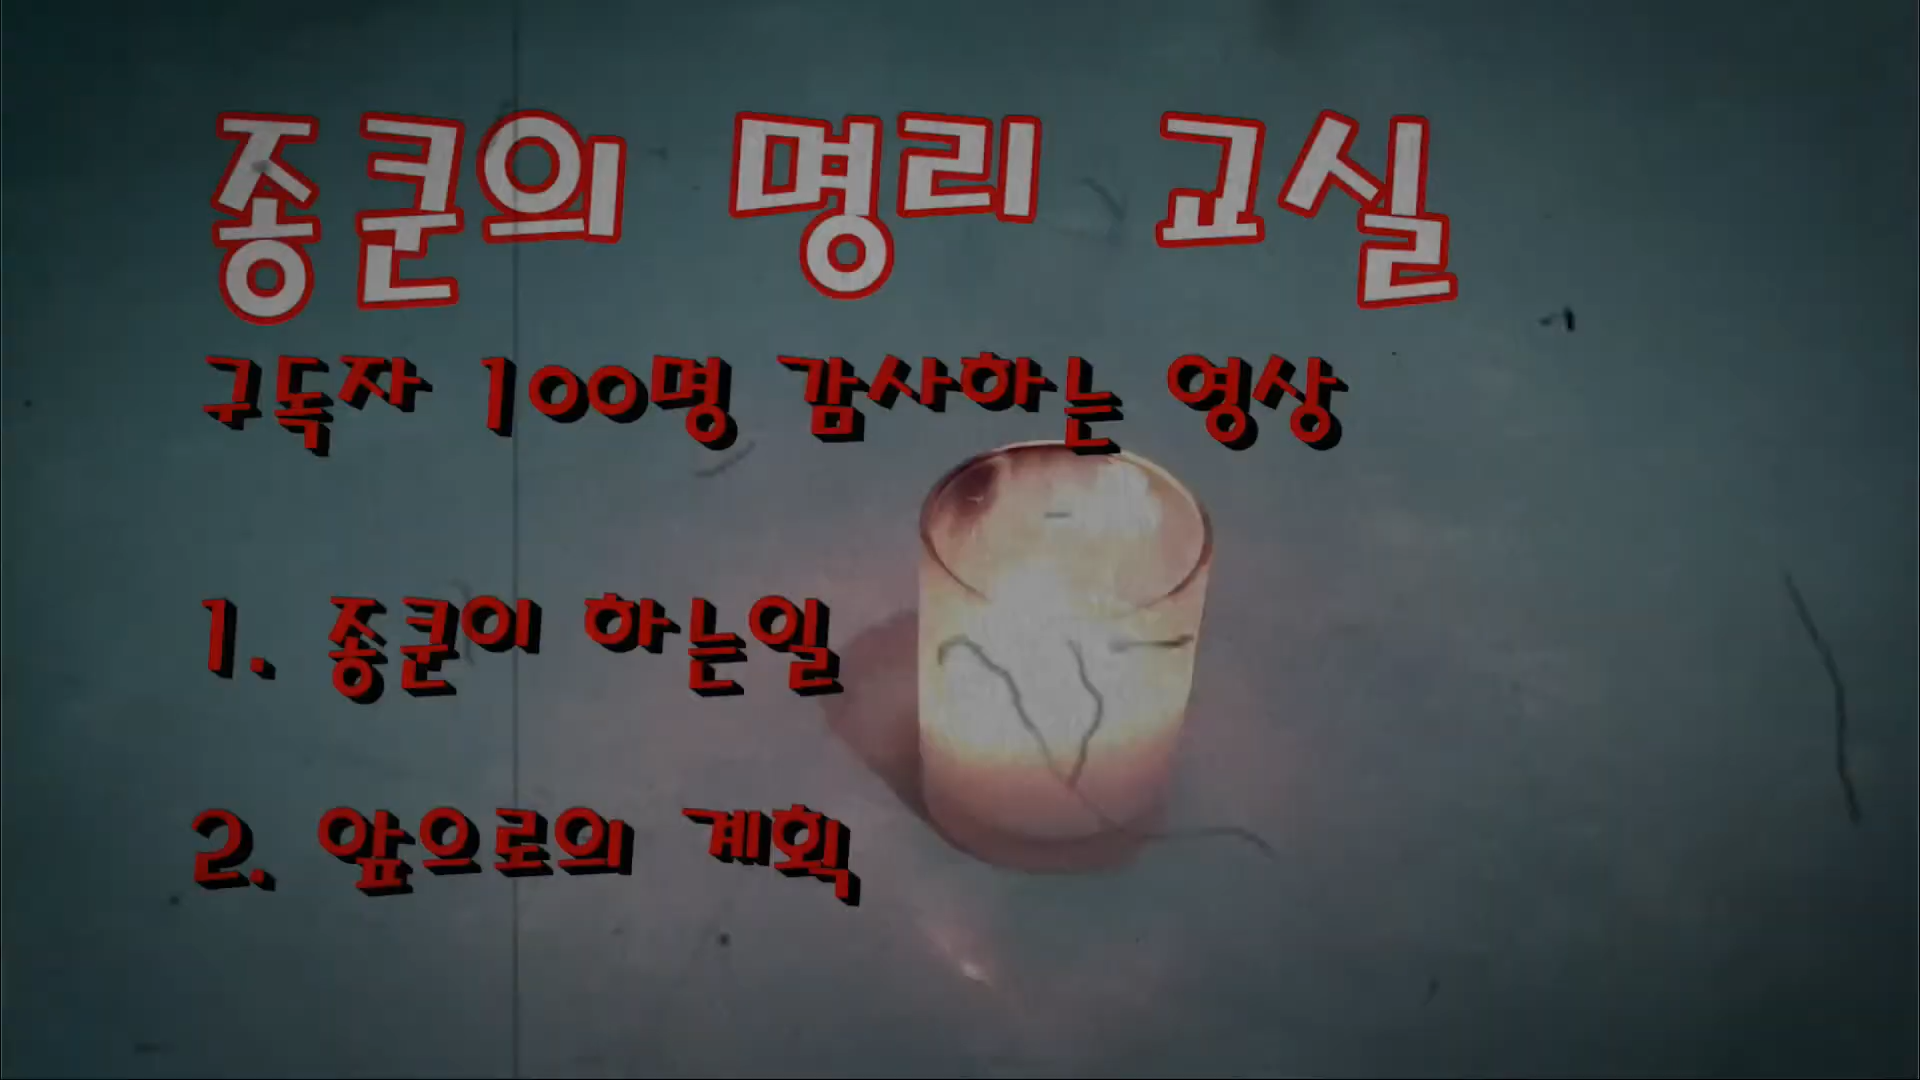 종쿤의 명리 교실
구독자 100명 감사하는 영상
1. 종쿤이 하는일
2. 앞으로의 계획